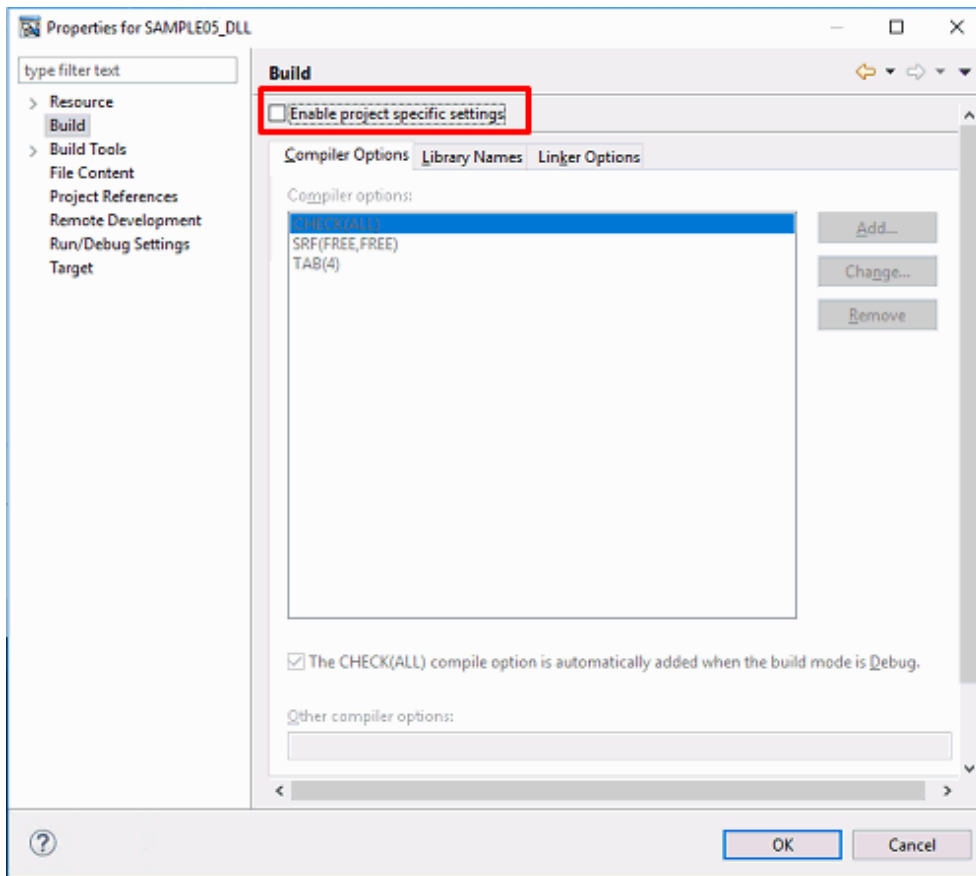 Properties for SAMPLE05_DLL
type filter text
Resource
Build
Build Tools
File Content
Project References
Remote Development
Run/Debug Settings
Target
Build
Enable project specific settings
Compiler Options Library Names Linker Options
Compiler options:
CHECK(ALL)
SRF(FREE,FREE)
TAB(4)
Add...
Change...
Remove
The CHECK(ALL) compile option is automatically added when the build mode is Debug.
Other compiler options:
OK Cancel